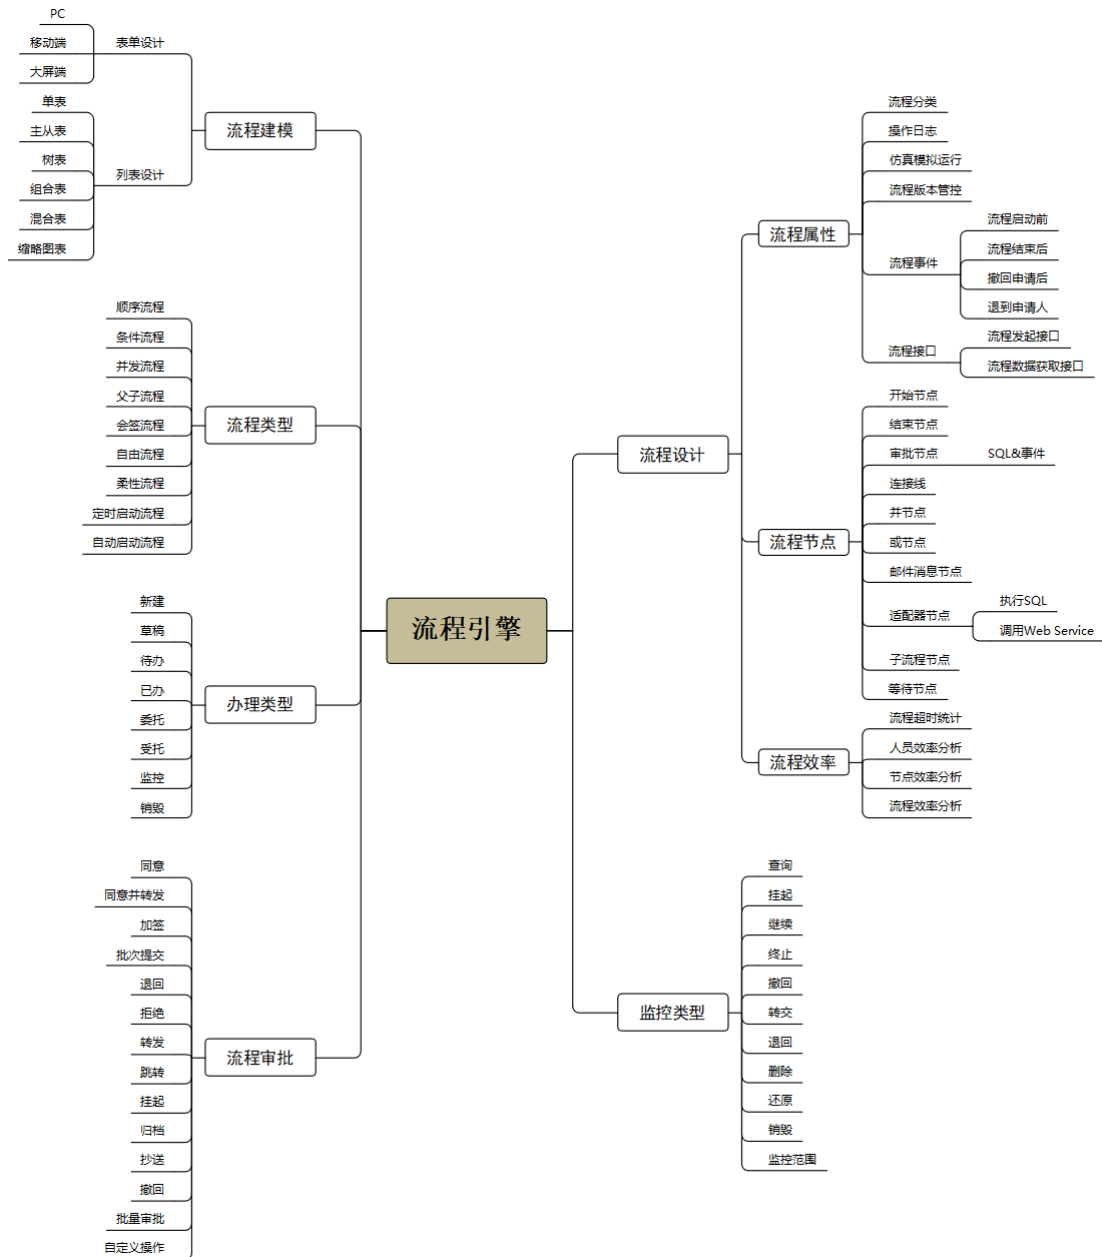 流程引擎
流程建模
表单设计
PC
移动端
大屏端
列表设计
单表
主从表
树表
组合表
混合表
缩略图表
流程类型
顺序流程
条件流程
并发流程
父子流程
会签流程
自由流程
柔性流程
定时启动流程
自动启动流程
办理类型
新建
草稿
待办
已办
委托
受托
监控
销毁
流程审批
同意
同意并转发
加签
批次提交
退回
拒绝
转发
跳转
挂起
归档
抄送
撤回
批量审批
自定义操作
流程设计
流程属性
流程分类
操作日志
仿真模拟运行
流程版本管控
流程事件
流程启动前
流程结束后
撤回申请后
退到申请人
流程接口
流程发起接口
流程数据获取接口
流程节点
开始节点
结束节点
审批节点
SQL&事件
连接线
并节点
或节点
邮件消息节点
适配器节点
执行SQL
调用Web Service
子流程节点
等待节点
流程效率
流程超时统计
人员效率分析
节点效率分析
流程效率分析
监控类型
查询
挂起
继续
终止
撤回
转交
退回
删除
还原
销毁
监控范围